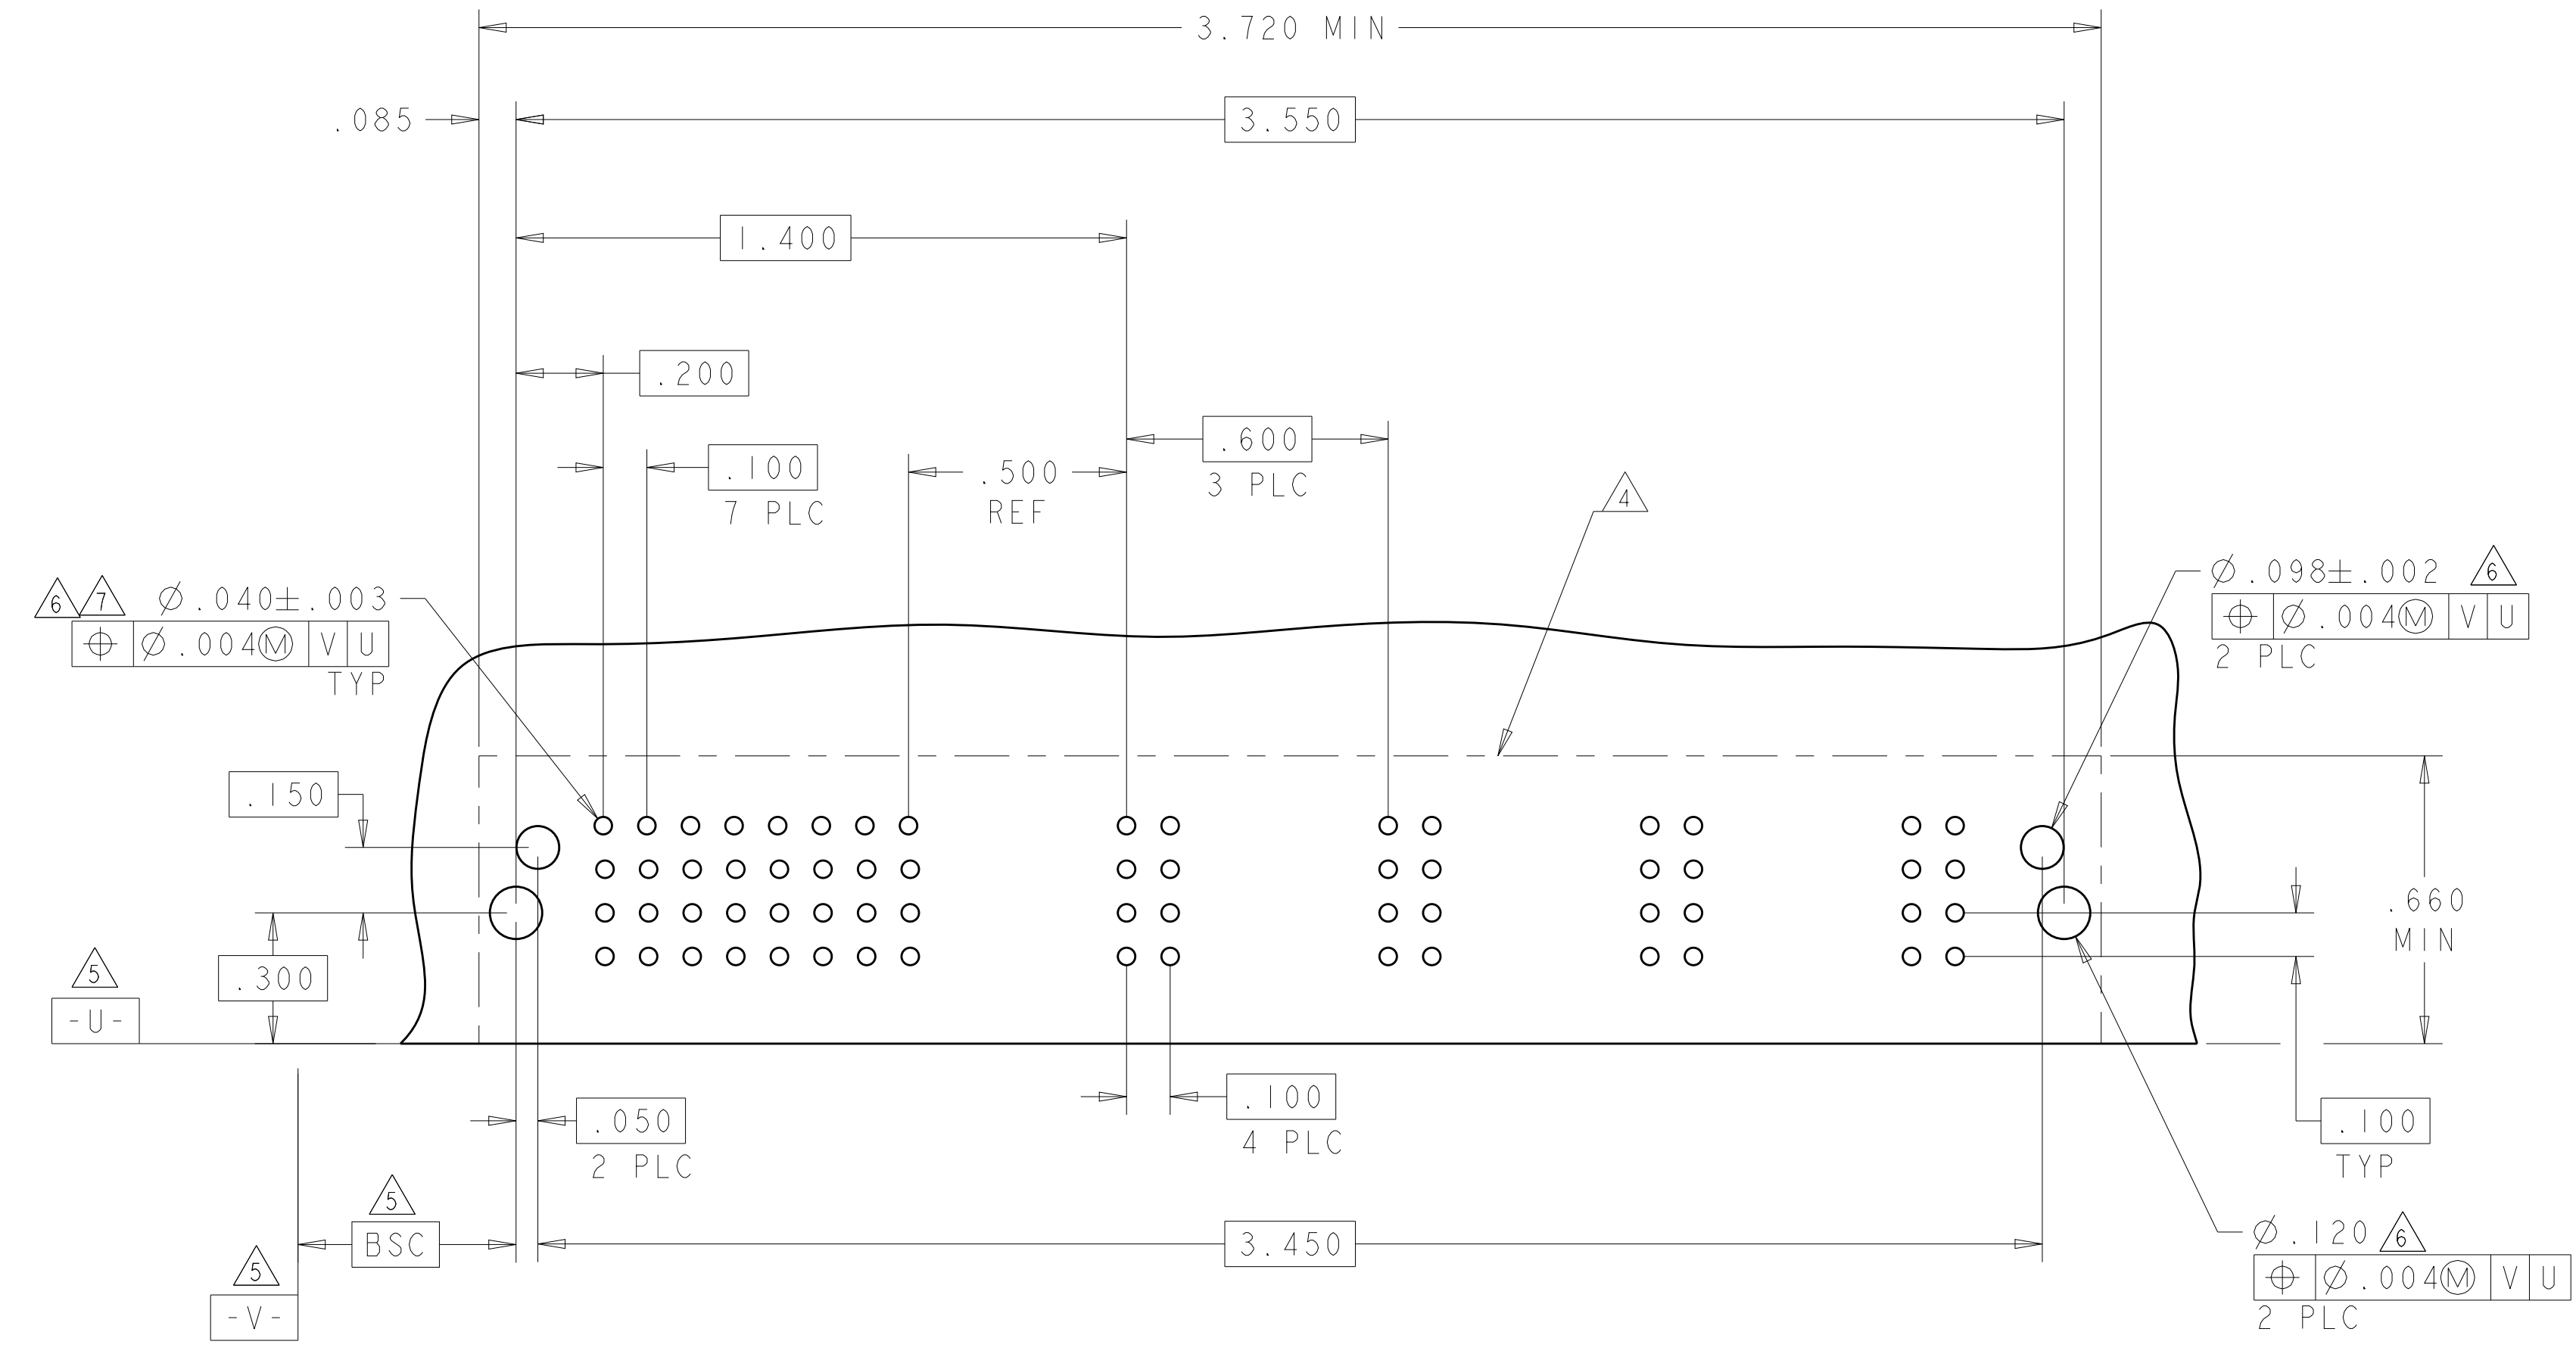 3.720 MIN
.085
3.550
1.400
.200
.100
7 PLC
.500
REF
.600
3 PLC
4
6 7 Ø.040±.003
⌖ Ø.004Ⓜ V U
TYP
Ø.098±.002 6
⌖ Ø.004Ⓜ V U
2 PLC
.150
.660
MIN
.300
5
-U-
.050
2 PLC
.100
4 PLC
.100
TYP
5
BSC
3.450
5
-V-
Ø.120 6
⌖ Ø.004Ⓜ V U
2 PLC